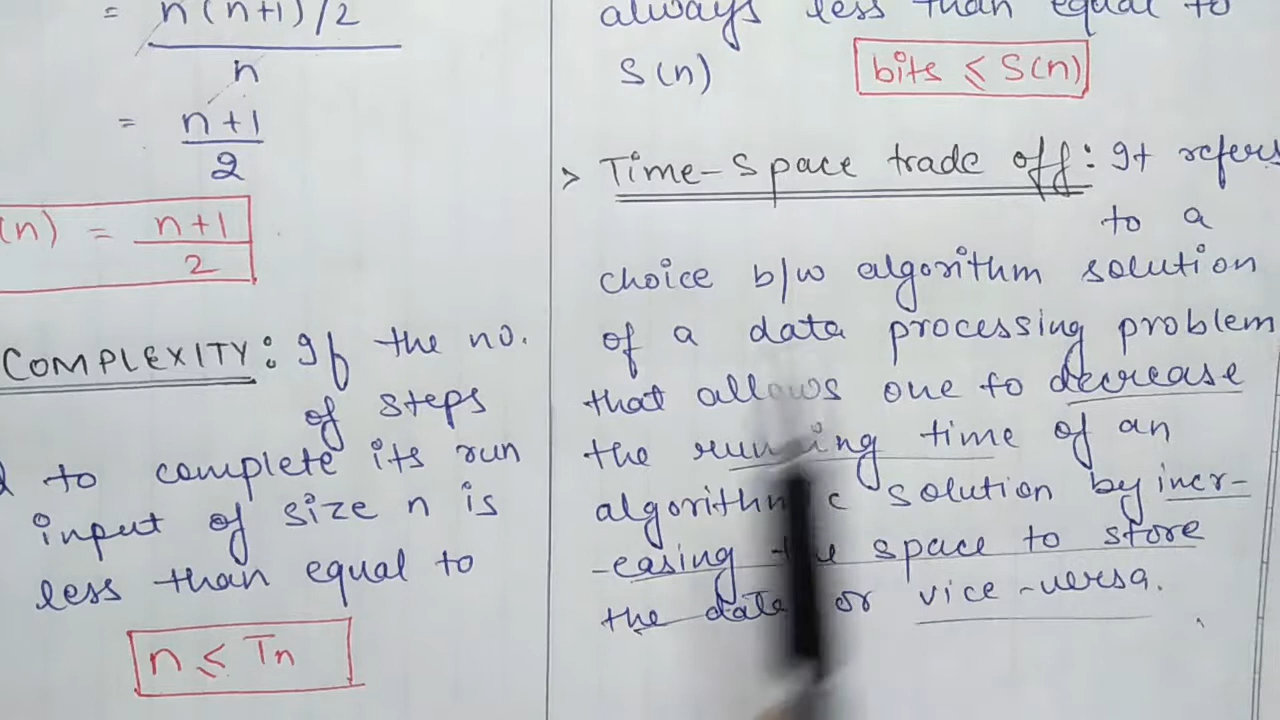 = n(n+1)/2
n
= n+1
2
(n) = n+1
2
COMPLEXITY: If the no.
of steps
to complete its run
input of size n is
less than equal to
n ≤ Tn
always less than equal to
S(n) bits ≤ S(n)
> Time-Space trade off: It refers
to a
choice b/w algorithm solution
of a data processing problem
that allows one to decrease
the running time of an
algorithmic solution by incr-
-easing the space to store
the data or vice-versa.